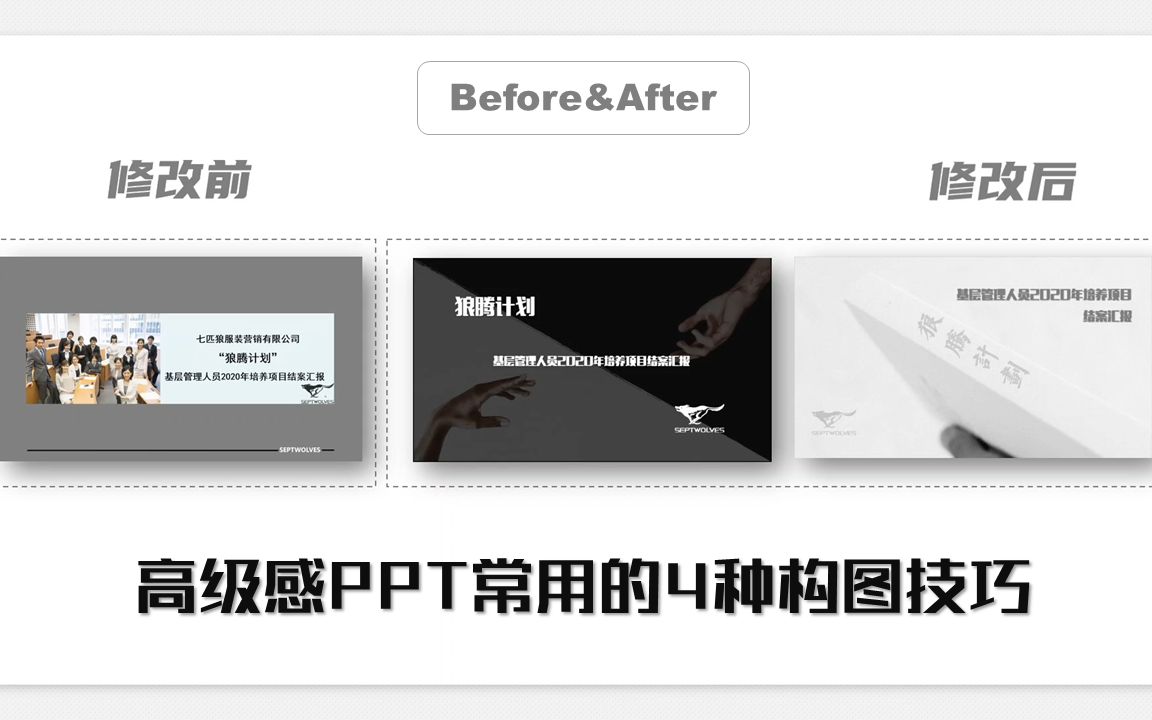 Before&After
修改前
修改后
七匹狼服装营销有限公司
“狼腾计划”
基层管理人员2020年培养项目结案汇报
SEPTWOLVES
SEPTWOLVES
狼腾计划
基层管理人员2020年培养项目结案汇报
SEPTWOLVES
基层管理人员2020年培养项目
结案汇报
狼腾計劃
SEPTWOLVES
高级感PPT常用的4种构图技巧